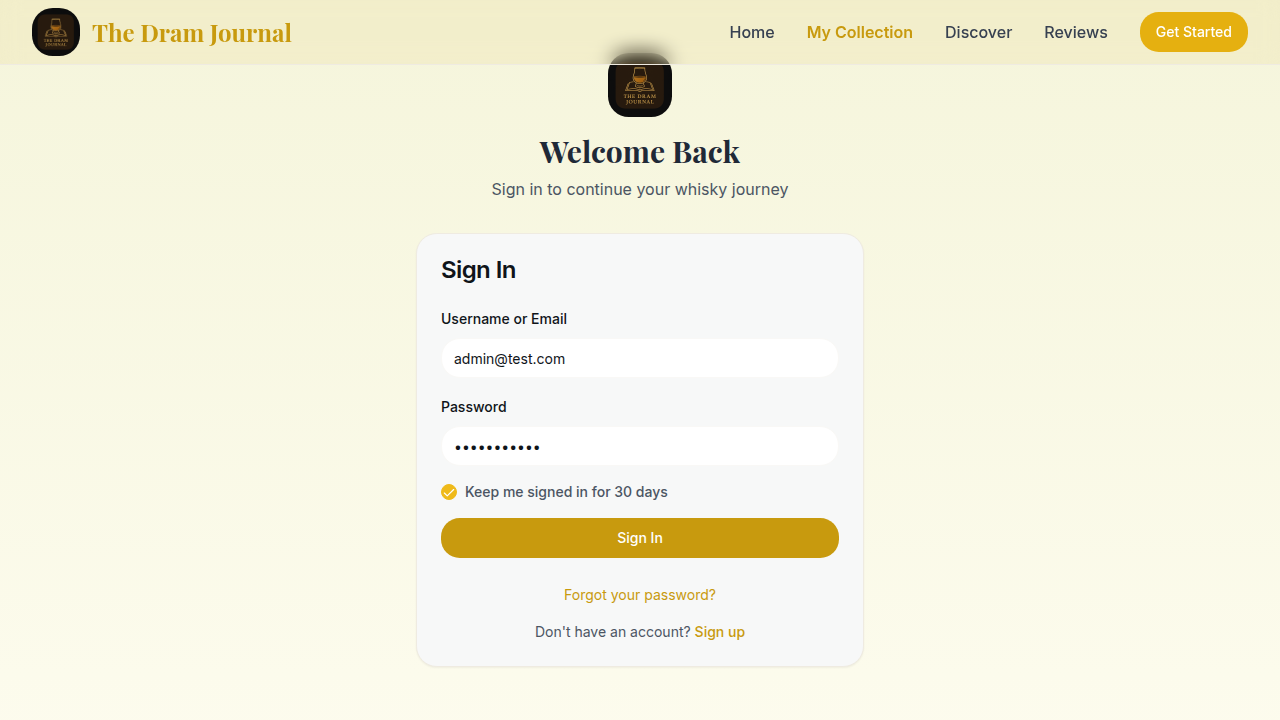 THE DRAM
JOURNAL
The Dram Journal
Home
My Collection
Discover
Reviews
Get Started
THE DRAM
JOURNAL
Welcome Back
Sign in to continue your whisky journey
Sign In
Username or Email
admin@test.com
Password
•••••••••••
Keep me signed in for 30 days
Sign In
Forgot your password?
Don't have an account? Sign up